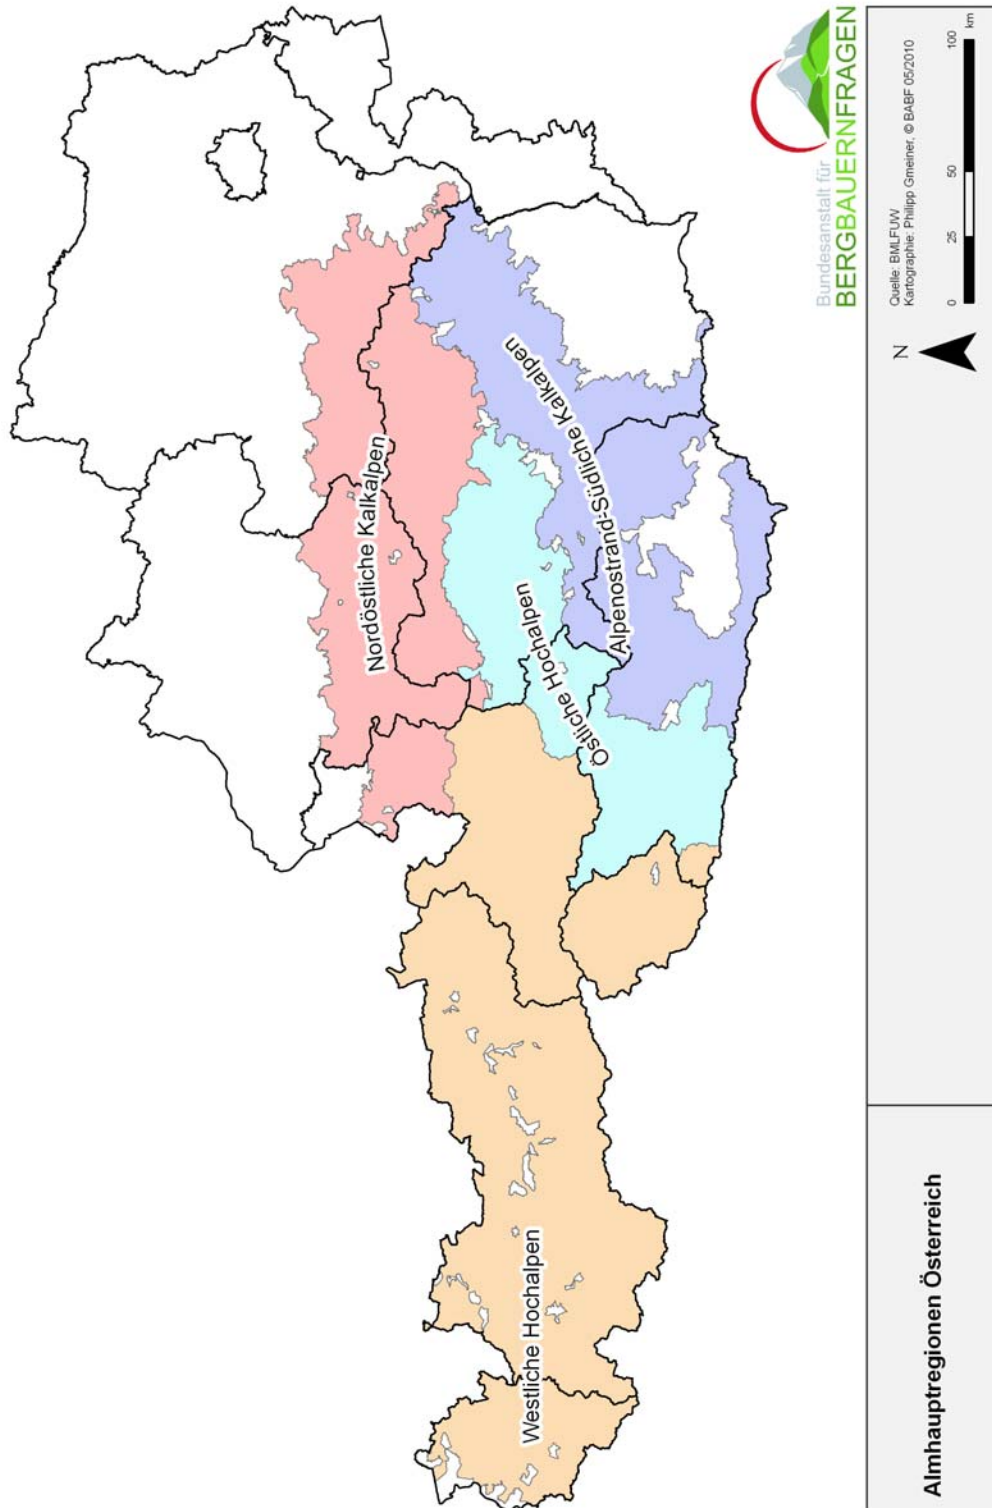 Nordöstliche Kalkalpen
Alpenostrand-Südliche Kalkalpen
Östliche Hochalpen
Westliche Hochalpen
Bundesanstalt für
BERGBAUERNFRAGEN
Almhauptregionen Österreich
N
Quelle: BMLFUW
Kartographie: Philipp Gmeiner, © BABF 05/2010
0 25 50 100
km